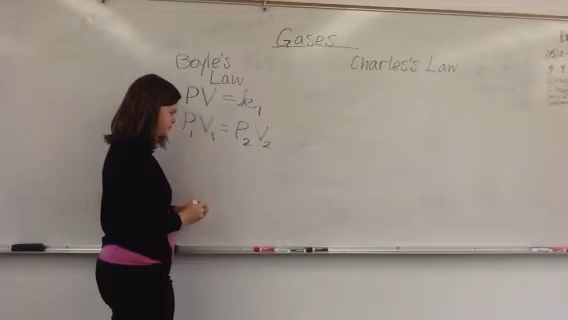 Gases
Boyle's
Law
PV = k₁
P₁V₁ = P₂V₂
Charles's Law